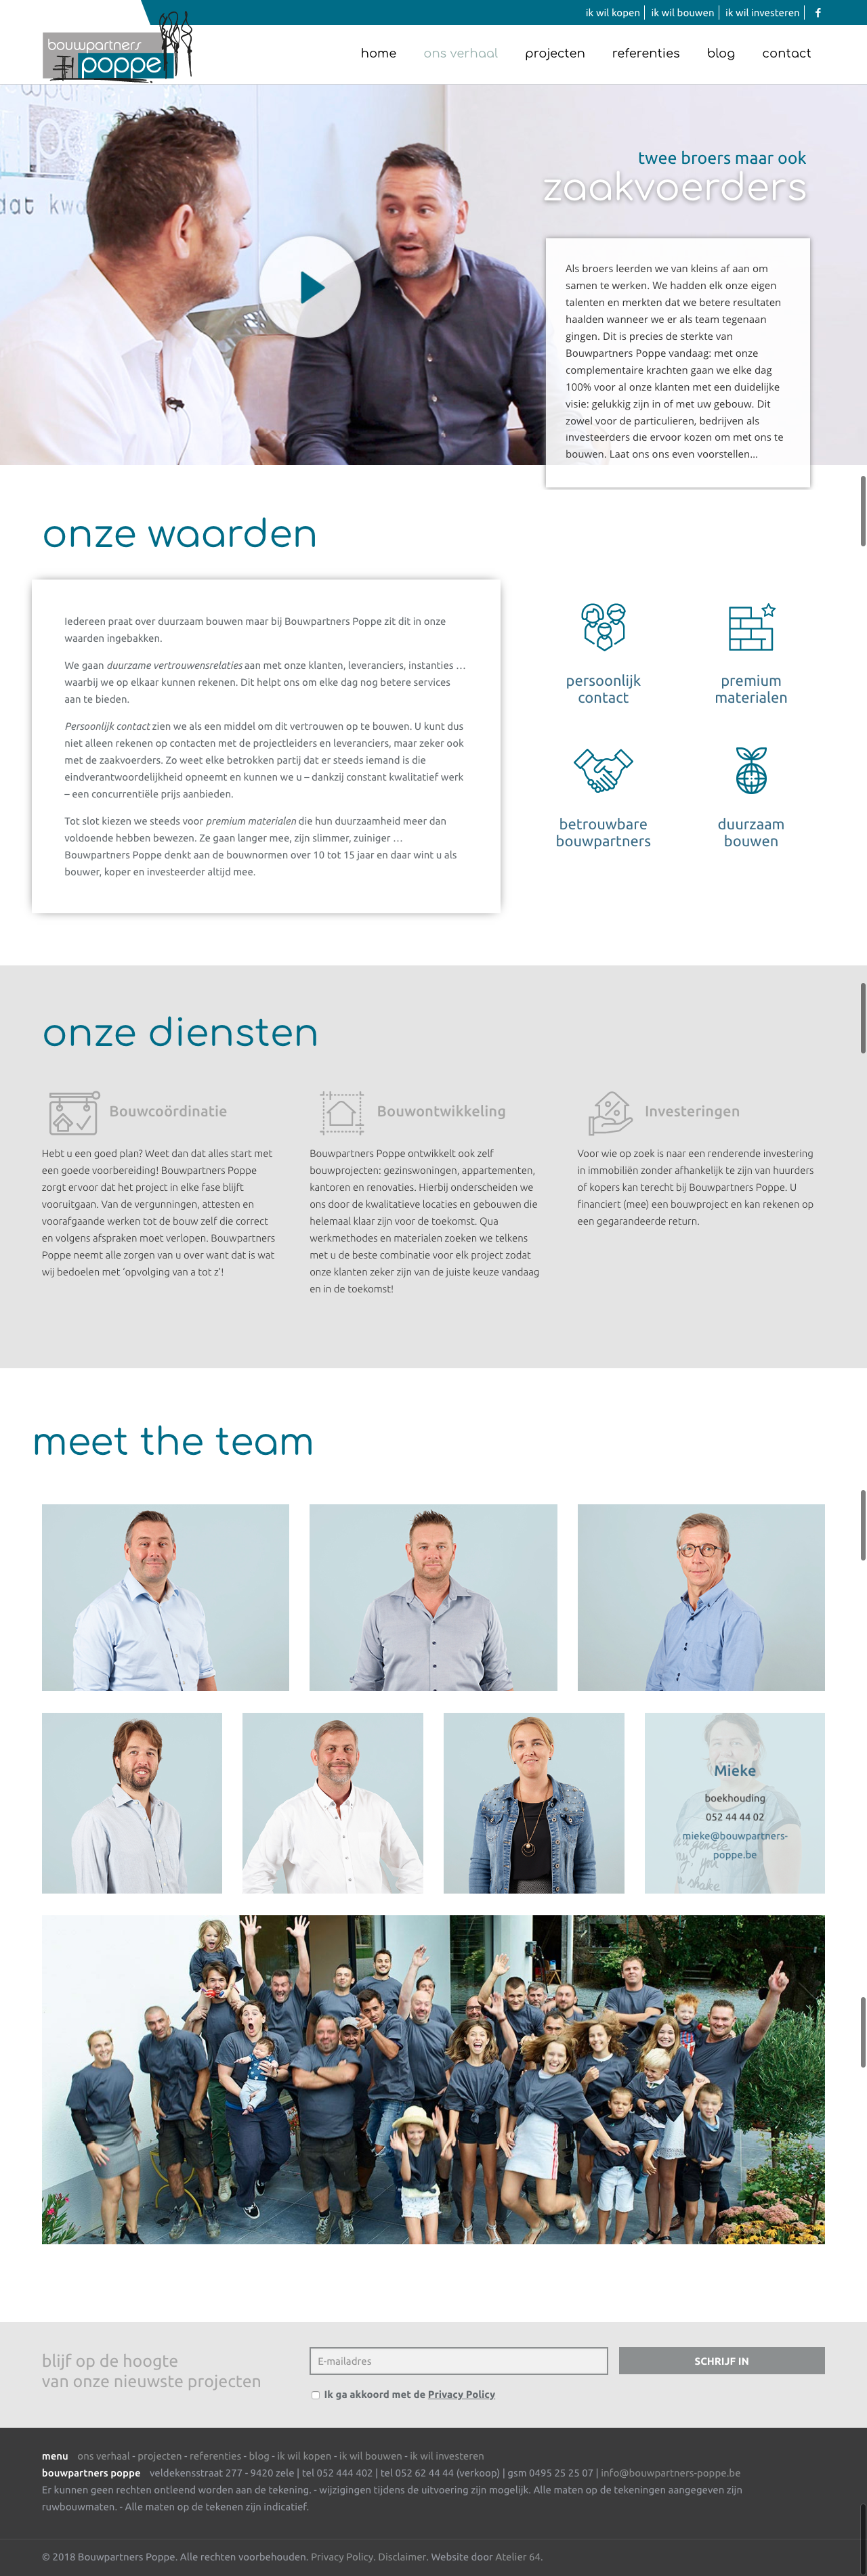 ik wil kopen | ik wil bouwen | ik wil investeren
bouwpartners
poppe
home ons verhaal projecten referenties blog contact
dat kwa
twee broers maar ook
zaakvoerders
Als broers leerden we van kleins af aan om
samen te werken. We hadden elk onze eigen
talenten en merkten dat we betere resultaten
haalden wanneer we er als team tegenaan
gingen. Dit is precies de sterkte van
Bouwpartners Poppe vandaag: met onze
complementaire krachten gaan we elke dag
100% voor al onze klanten met een duidelijke
visie: gelukkig zijn in of met uw gebouw. Dit
zowel voor de particulieren, bedrijven als
investeerders die ervoor kozen om met ons te
bouwen. Laat ons ons even voorstellen...
onze waarden
Iedereen praat over duurzaam bouwen maar bij Bouwpartners Poppe zit dit in onze
waarden ingebakken.
We gaan duurzame vertrouwensrelaties aan met onze klanten, leveranciers, instanties …
waarbij we op elkaar kunnen rekenen. Dit helpt ons om elke dag nog betere services
aan te bieden.
Persoonlijk contact zien we als een middel om dit vertrouwen op te bouwen. U kunt dus
niet alleen rekenen op contacten met de projectleiders en leveranciers, maar zeker ook
met de zaakvoerders. Zo weet elke betrokken partij dat er steeds iemand is die
eindverantwoordelijkheid opneemt en kunnen we u – dankzij constant kwalitatief werk
– een concurrentiële prijs aanbieden.
Tot slot kiezen we steeds voor premium materialen die hun duurzaamheid meer dan
voldoende hebben bewezen. Ze gaan langer mee, zijn slimmer, zuiniger …
Bouwpartners Poppe denkt aan de bouwnormen over 10 tot 15 jaar en daar wint u als
bouwer, koper en investeerder altijd mee.
persoonlijk
contact
premium
materialen
betrouwbare
bouwpartners
duurzaam
bouwen
onze diensten
Bouwcoördinatie
Hebt u een goed plan? Weet dan dat alles start met
een goede voorbereiding! Bouwpartners Poppe
zorgt ervoor dat het project in elke fase blijft
vooruitgaan. Van de vergunningen, attesten en
voorafgaande werken tot de bouw zelf die correct
en volgens afspraken moet verlopen. Bouwpartners
Poppe neemt alle zorgen van u over want dat is wat
wij bedoelen met ‘opvolging van a tot z’!
Bouwontwikkeling
Bouwpartners Poppe ontwikkelt ook zelf
bouwprojecten: gezinswoningen, appartementen,
kantoren en renovaties. Hierbij onderscheiden we
ons door de kwalitatieve locaties en gebouwen die
helemaal klaar zijn voor de toekomst. Qua
werkmethodes en materialen zoeken we telkens
met u de beste combinatie voor elk project zodat
onze klanten zeker zijn van de juiste keuze vandaag
en in de toekomst!
Investeringen
Voor wie op zoek is naar een renderende investering
in immobiliën zonder afhankelijk te zijn van huurders
of kopers kan terecht bij Bouwpartners Poppe. U
financiert (mee) een bouwproject en kan rekenen op
een gegarandeerde return.
meet the team
Mieke
boekhouding
052 44 44 02
mieke@bouwpartners-
poppe.be
blijf op de hoogte
van onze nieuwste projecten
E-mailadres
SCHRIJF IN
Ik ga akkoord met de Privacy Policy
menu ons verhaal - projecten - referenties - blog - ik wil kopen - ik wil bouwen - ik wil investeren
bouwpartners poppe veldekensstraat 277 - 9420 zele | tel 052 444 402 | tel 052 62 44 44 (verkoop) | gsm 0495 25 25 07 | info@bouwpartners-poppe.be
Er kunnen geen rechten ontleend worden aan de tekening. - wijzigingen tijdens de uitvoering zijn mogelijk. Alle maten op de tekeningen aangegeven zijn
ruwbouwmaten. - Alle maten op de tekenen zijn indicatief.
© 2018 Bouwpartners Poppe. Alle rechten voorbehouden. Privacy Policy. Disclaimer. Website door Atelier 64.